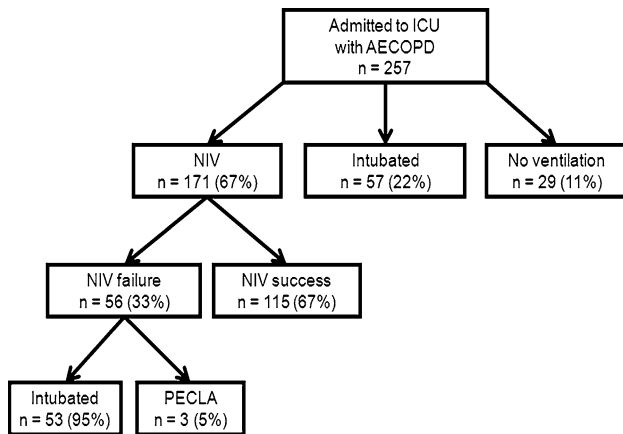 Admitted to ICU
with AECOPD
n = 257
NIV
n = 171 (67%)
Intubated
n = 57 (22%)
No ventilation
n = 29 (11%)
NIV failure
n = 56 (33%)
NIV success
n = 115 (67%)
Intubated
n = 53 (95%)
PECLA
n = 3 (5%)